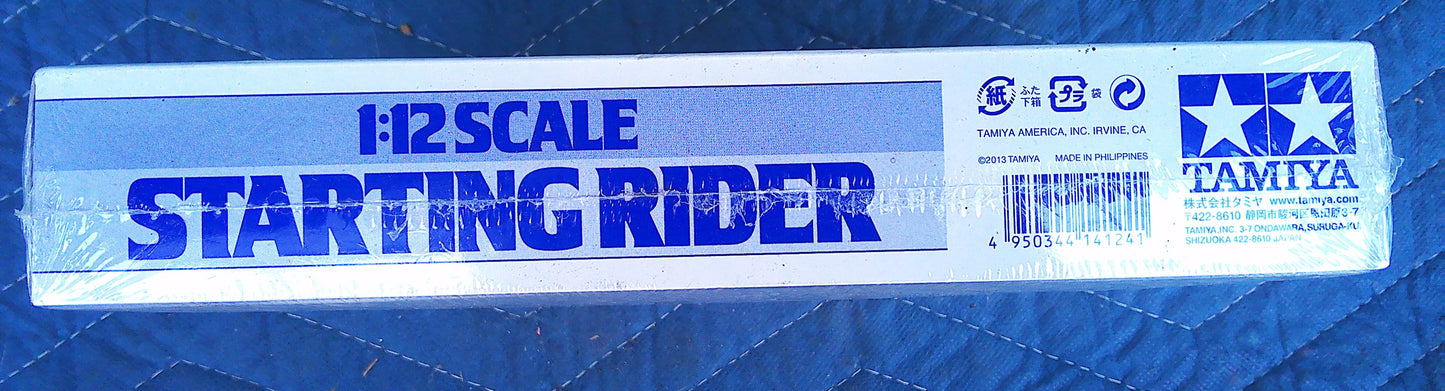 1:12 SCALE
STARTING RIDER
紙 ふた 下箱 プラ 袋
TAMIYA AMERICA, INC. IRVINE, CA
©2013 TAMIYA MADE IN PHILIPPINES
4 950344 141241
TAMIYA
株式会社タミヤ www.tamiya.com
〒422-8610 静岡市駿河区恩田原3-7
TAMIYA, INC. 3-7 ONDAWARA, SURUGA-KU,
SHIZUOKA 422-8610 JAPAN